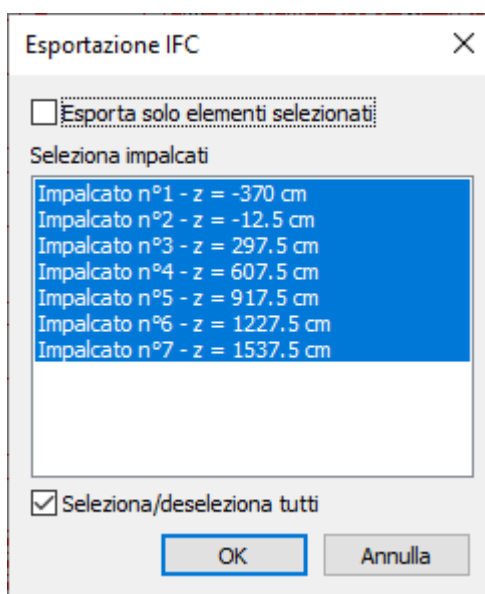 Esportazione IFC
Esporta solo elementi selezionati
Seleziona impalcati
Impalcato n°1 - z = -370 cm
Impalcato n°2 - z = -12.5 cm
Impalcato n°3 - z = 297.5 cm
Impalcato n°4 - z = 607.5 cm
Impalcato n°5 - z = 917.5 cm
Impalcato n°6 - z = 1227.5 cm
Impalcato n°7 - z = 1537.5 cm
Seleziona/deseleziona tutti
OK Annulla